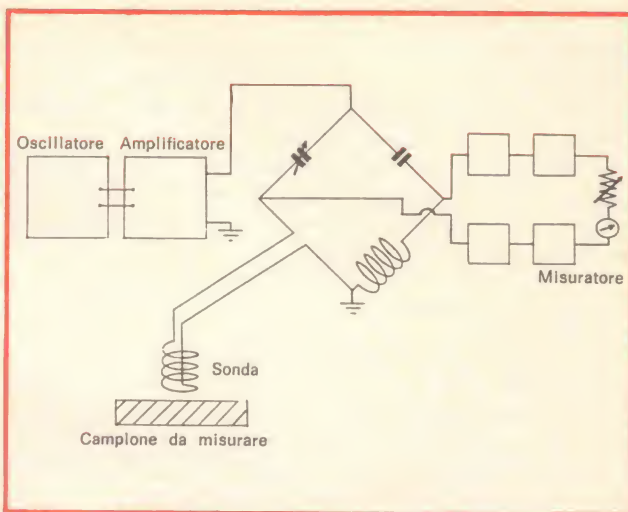 Oscillatore
Amplificatore
Misuratore
Sonda
Campione da misurare